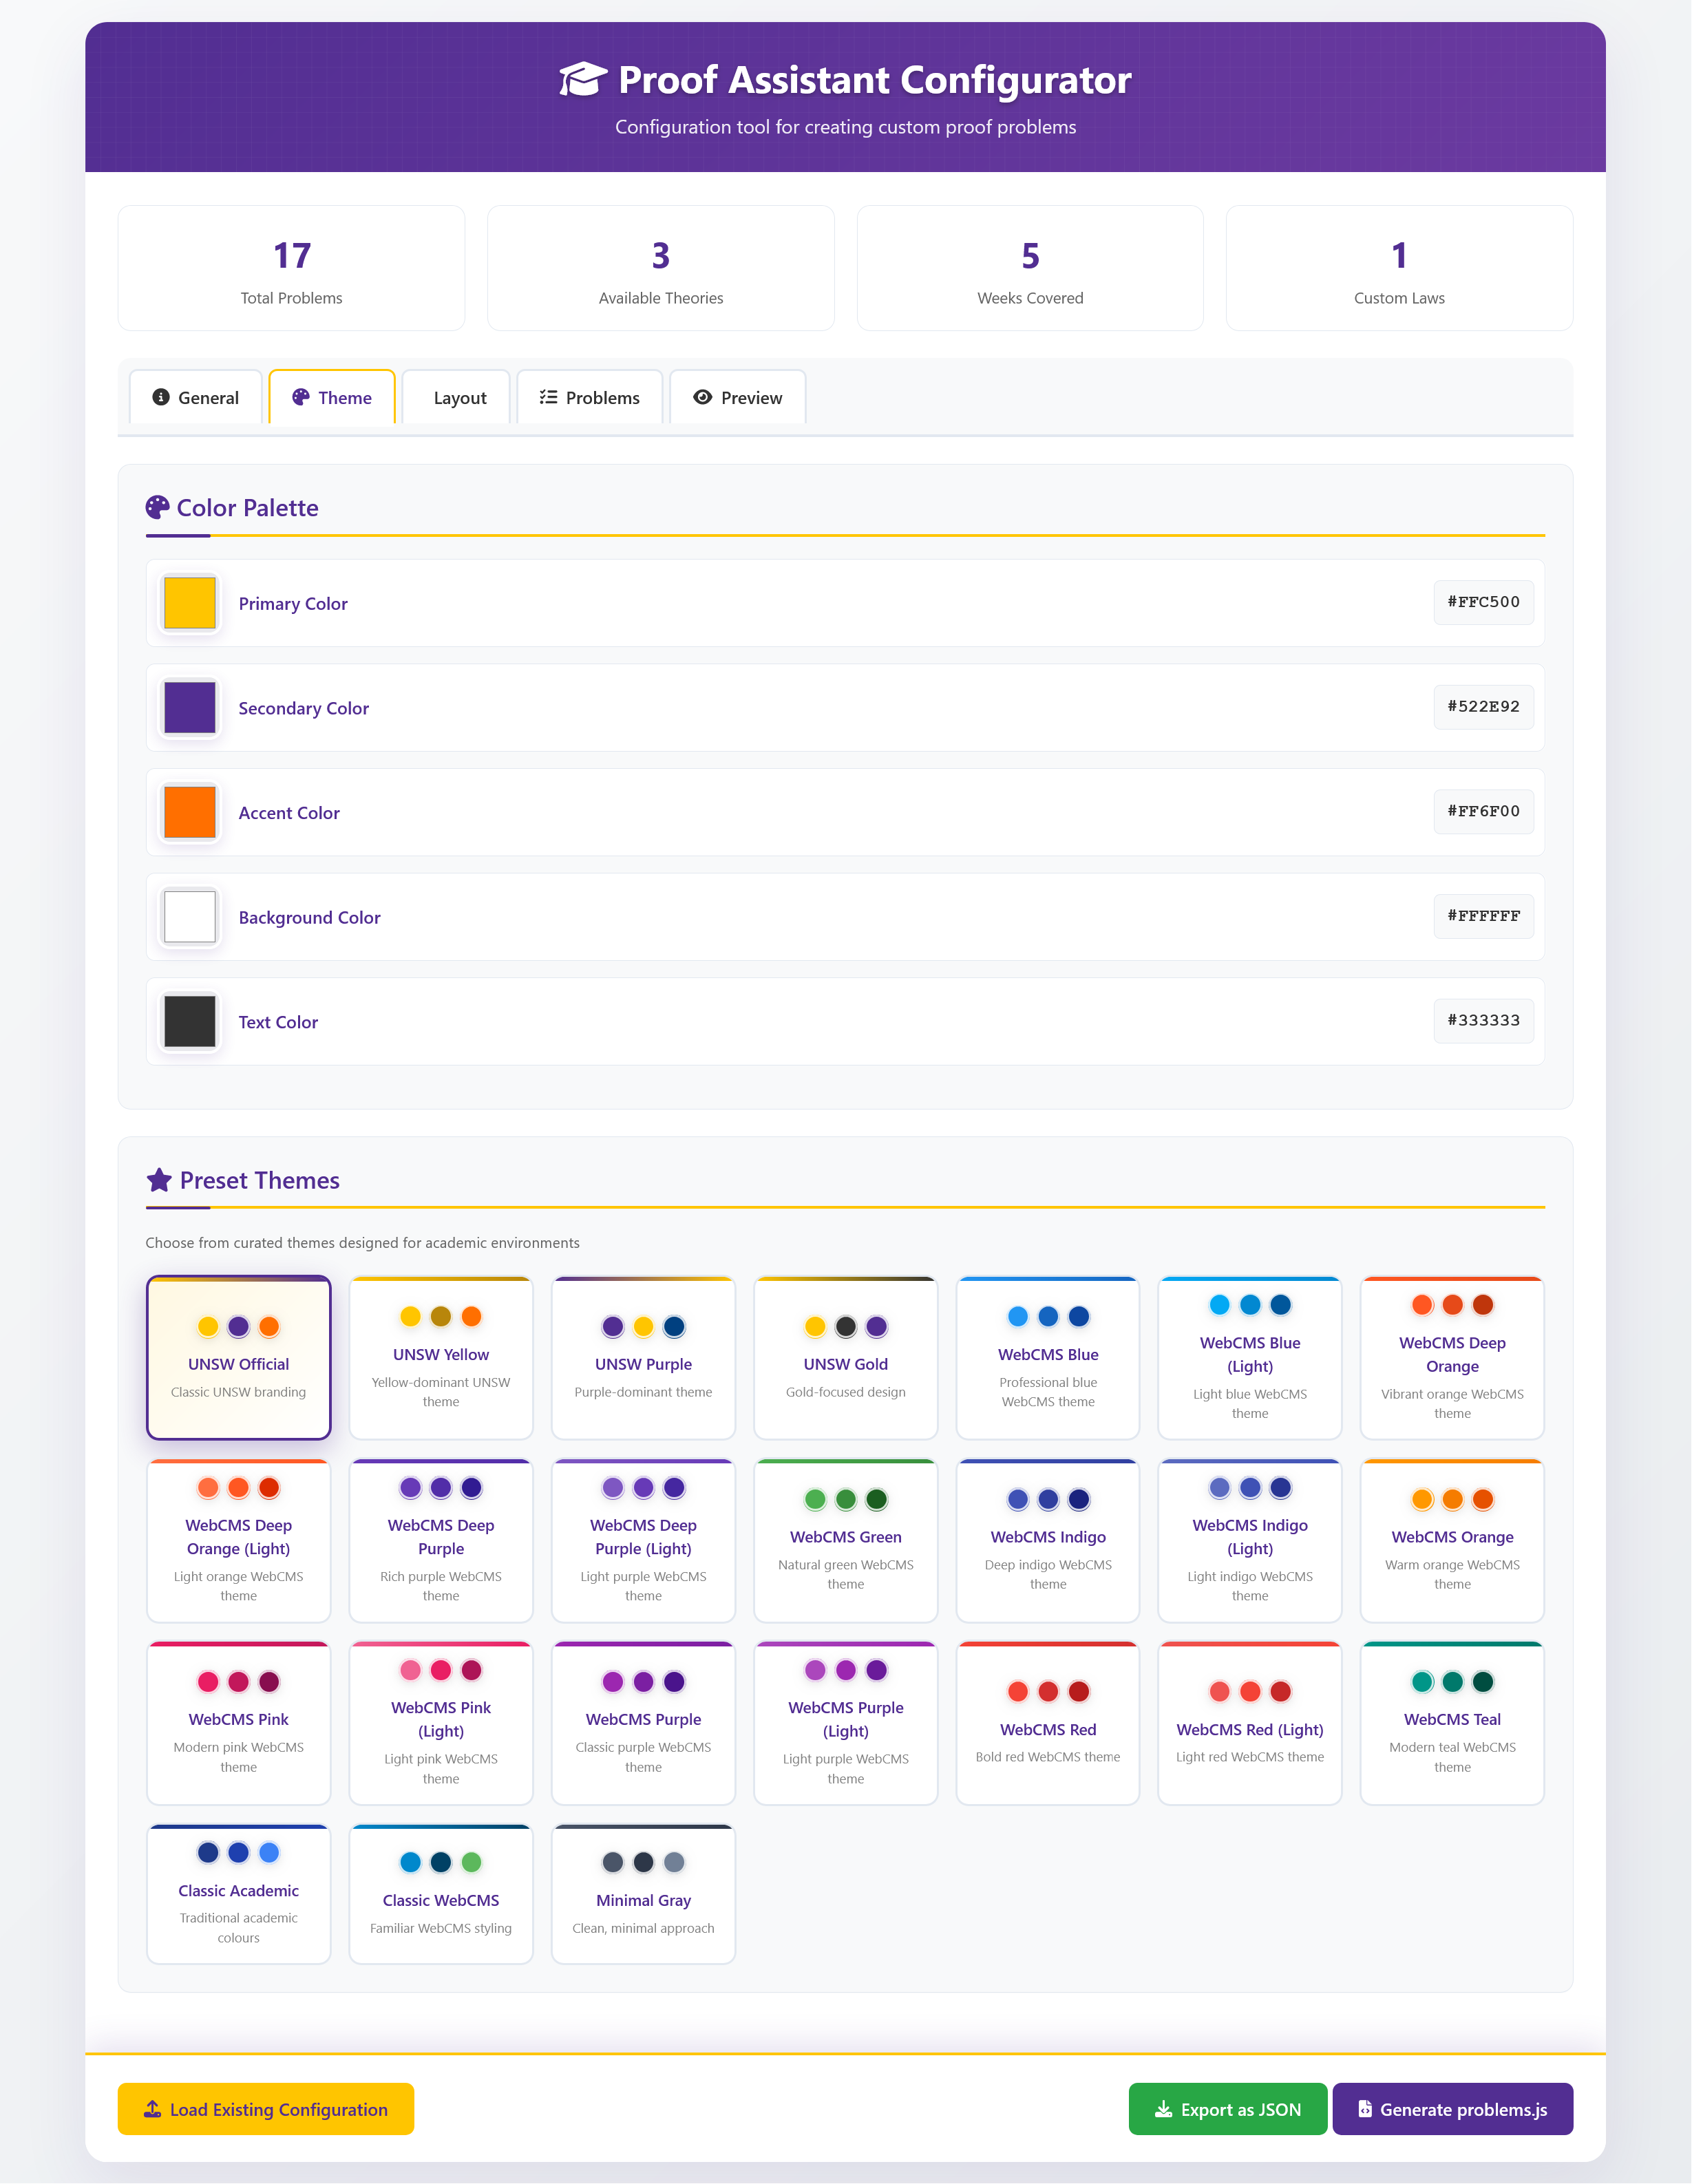 Proof Assistant Configurator
Configuration tool for creating custom proof problems
17
Total Problems
3
Available Theories
5
Weeks Covered
1
Custom Laws
General
Theme
Layout
Problems
Preview
Color Palette
Primary Color
#FFC500
Secondary Color
#522E92
Accent Color
#FF6F00
Background Color
#FFFFFF
Text Color
#333333
Preset Themes
Choose from curated themes designed for academic environments
UNSW Official
Classic UNSW branding
UNSW Yellow
Yellow-dominant UNSW
theme
UNSW Purple
Purple-dominant theme
UNSW Gold
Gold-focused design
WebCMS Blue
Professional blue
WebCMS theme
WebCMS Blue
(Light)
Light blue WebCMS
theme
WebCMS Deep
Orange
Vibrant orange WebCMS
theme
WebCMS Deep
Orange (Light)
Light orange WebCMS
theme
WebCMS Deep
Purple
Rich purple WebCMS
theme
WebCMS Deep
Purple (Light)
Light purple WebCMS
theme
WebCMS Green
Natural green WebCMS
theme
WebCMS Indigo
Deep indigo WebCMS
theme
WebCMS Indigo
(Light)
Light indigo WebCMS
theme
WebCMS Orange
Warm orange WebCMS
theme
WebCMS Pink
Modern pink WebCMS
theme
WebCMS Pink
(Light)
Light pink WebCMS
theme
WebCMS Purple
Classic purple WebCMS
theme
WebCMS Purple
(Light)
Light purple WebCMS
theme
WebCMS Red
Bold red WebCMS theme
WebCMS Red (Light)
Light red WebCMS theme
WebCMS Teal
Modern teal WebCMS
theme
Classic Academic
Traditional academic
colours
Classic WebCMS
Familiar WebCMS styling
Minimal Gray
Clean, minimal approach
Load Existing Configuration
Export as JSON
Generate problems.js